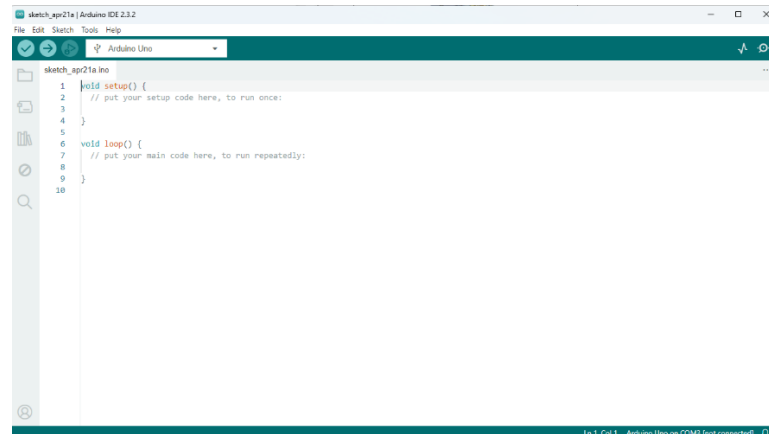 sketch_apr21a | Arduino IDE 2.3.2
File Edit Sketch Tools Help
Arduino Uno
sketch_apr21a.ino
1 void setup() {
2 // put your setup code here, to run once:
3
4 }
5
6 void loop() {
7 // put your main code here, to run repeatedly:
8
9 }
10
Ln 1, Col 1 Arduino Uno on COM3 [not connected]